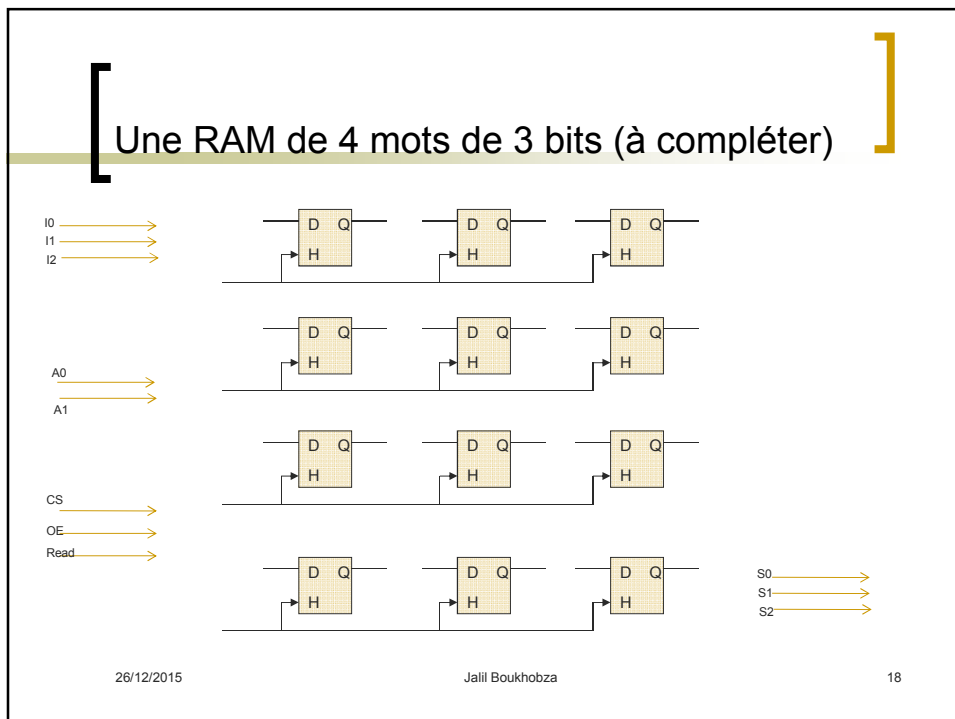 Une RAM de 4 mots de 3 bits (à compléter)
I0
I1
I2
D Q
H
D Q
H
D Q
H
A0
A1
D Q
H
D Q
H
D Q
H
CS
OE
Read
D Q
H
D Q
H
D Q
H
D Q
H
D Q
H
D Q
H
S0
S1
S2
26/12/2015
Jalil Boukhobza
18